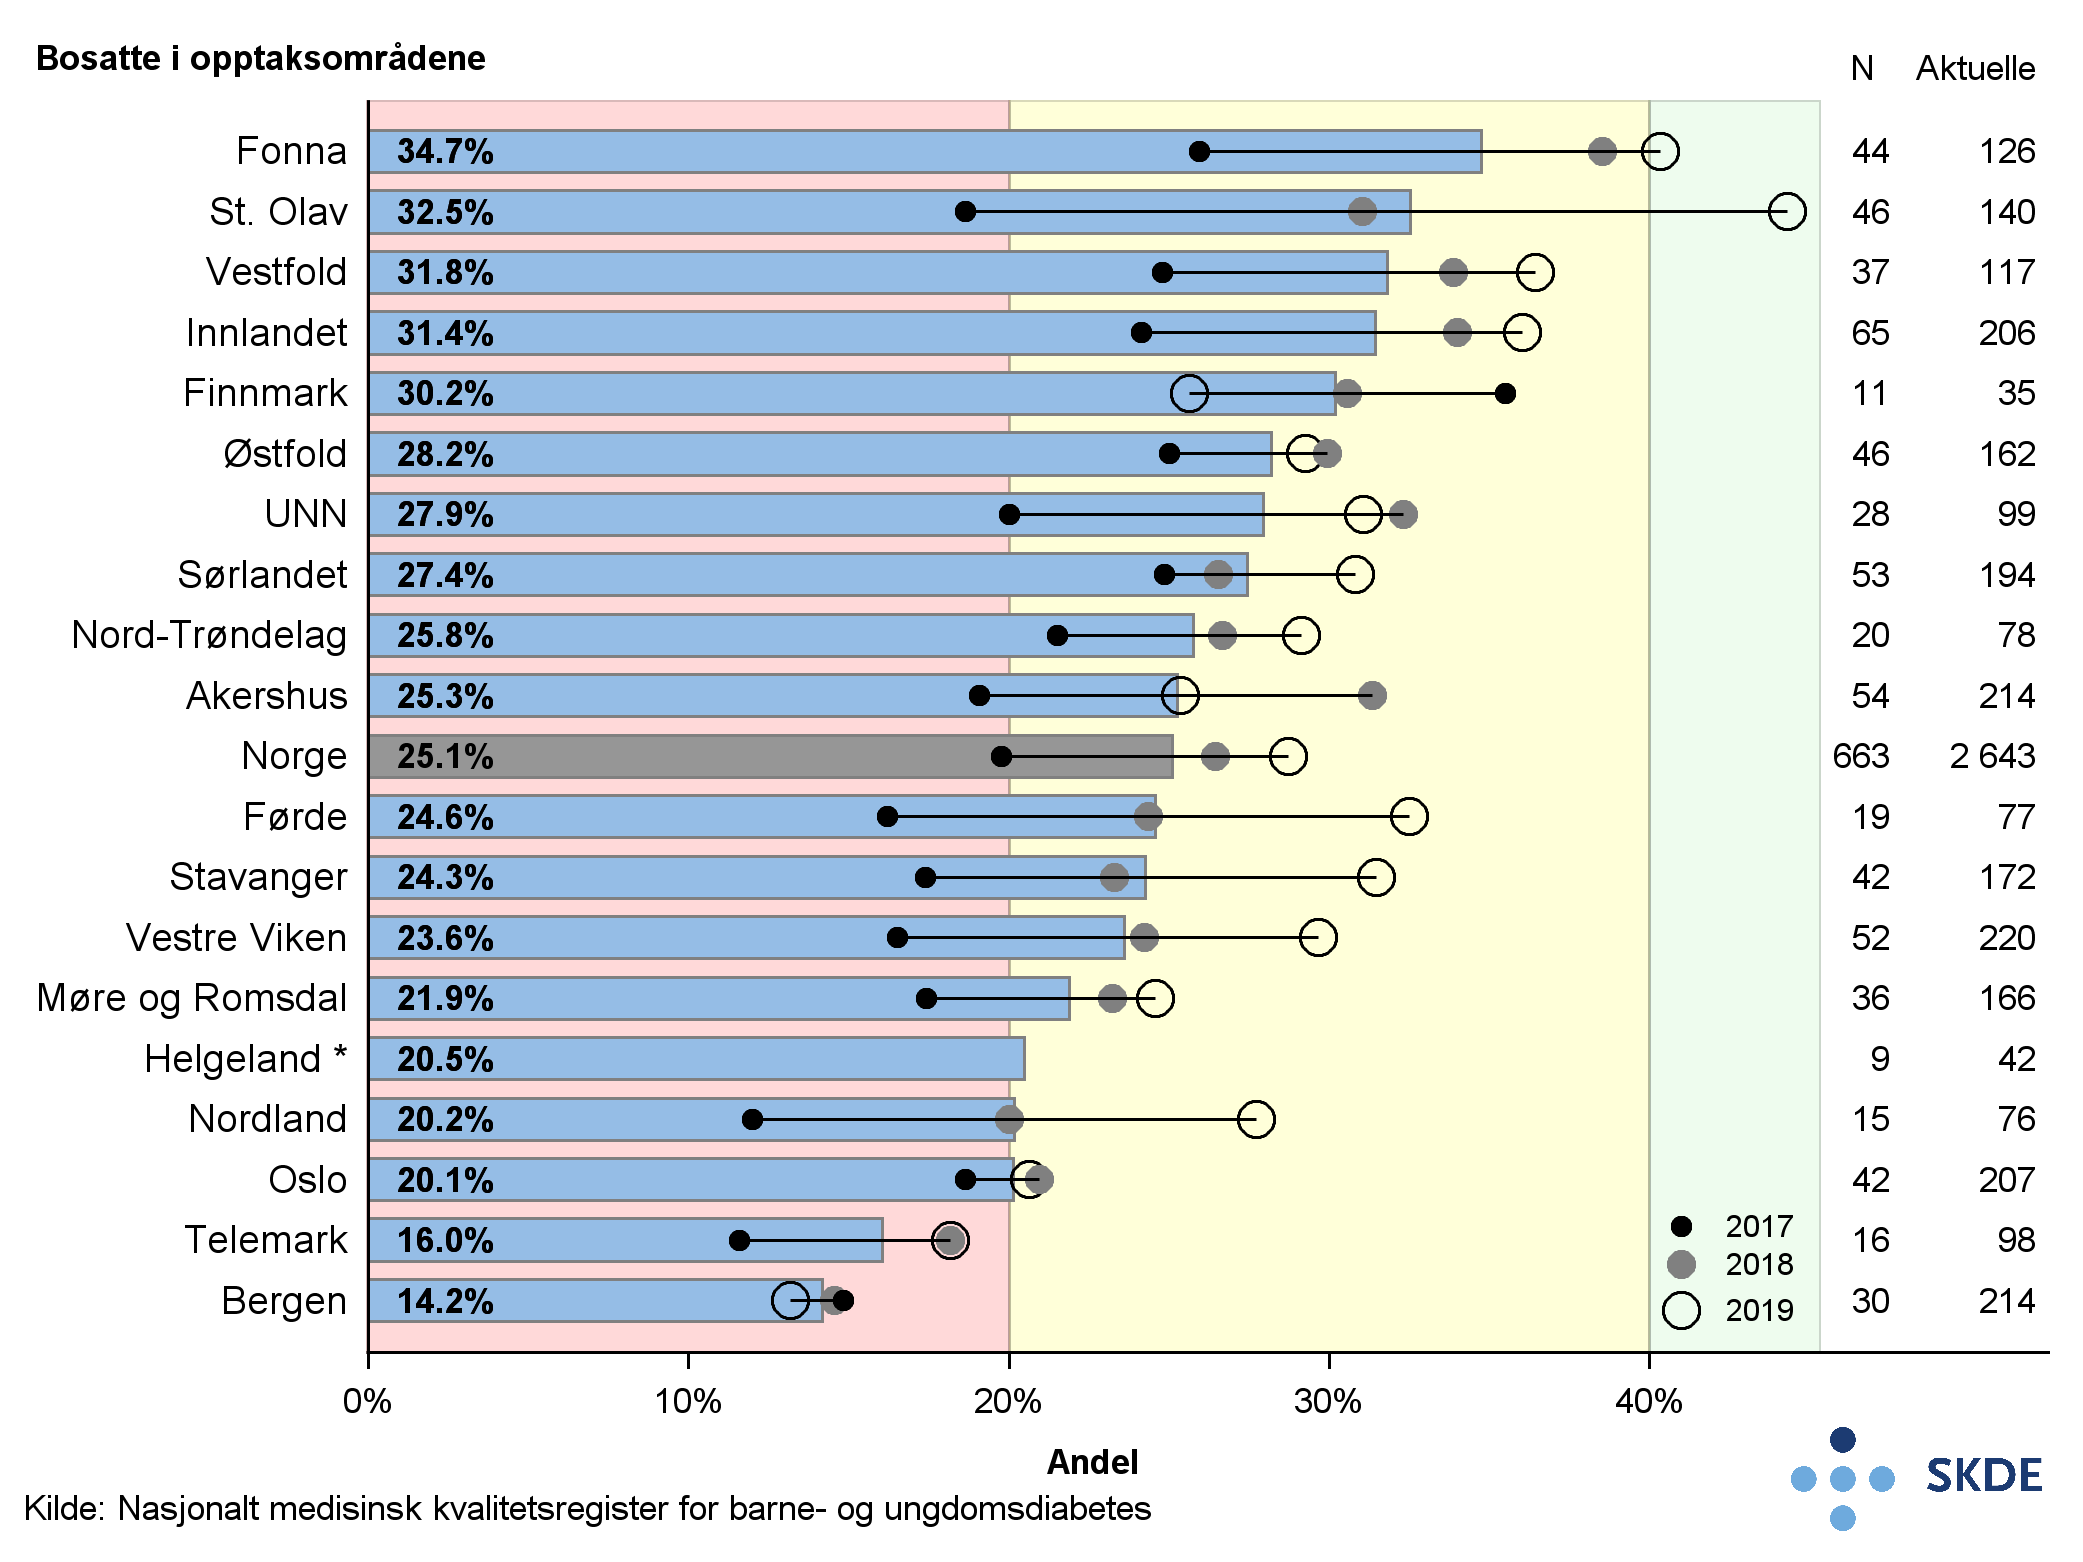 Bosatte i opptaksområdene
N Aktuelle
Fonna 34.7% 44 126
St. Olav 32.5% 46 140
Vestfold 31.8% 37 117
Innlandet 31.4% 65 206
Finnmark 30.2% 11 35
Østfold 28.2% 46 162
UNN 27.9% 28 99
Sørlandet 27.4% 53 194
Nord-Trøndelag 25.8% 20 78
Akershus 25.3% 54 214
Norge 25.1% 663 2 643
Førde 24.6% 19 77
Stavanger 24.3% 42 172
Vestre Viken 23.6% 52 220
Møre og Romsdal 21.9% 36 166
Helgeland * 20.5% 9 42
Nordland 20.2% 15 76
Oslo 20.1% 42 207
Telemark 16.0% 16 98
Bergen 14.2% 30 214
2017
2018
2019
0% 10% 20% 30% 40%
Andel
Kilde: Nasjonalt medisinsk kvalitetsregister for barne- og ungdomsdiabetes
SKDE